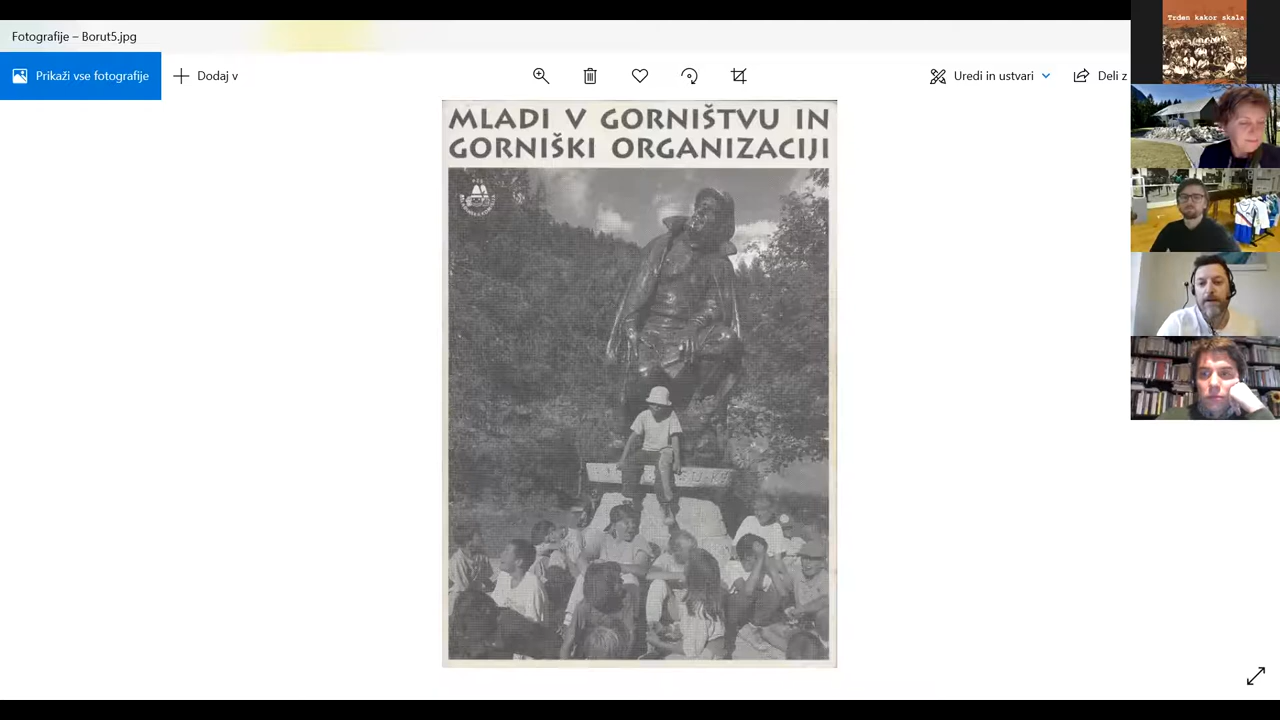 Fotografije – Borut5.jpg
Prikaži vse fotografije
Dodaj v
Uredi in ustvari
Deli z
MLADI V GORNIŠTVU IN
GORNIŠKI ORGANIZACIJI
Trden kakor skala